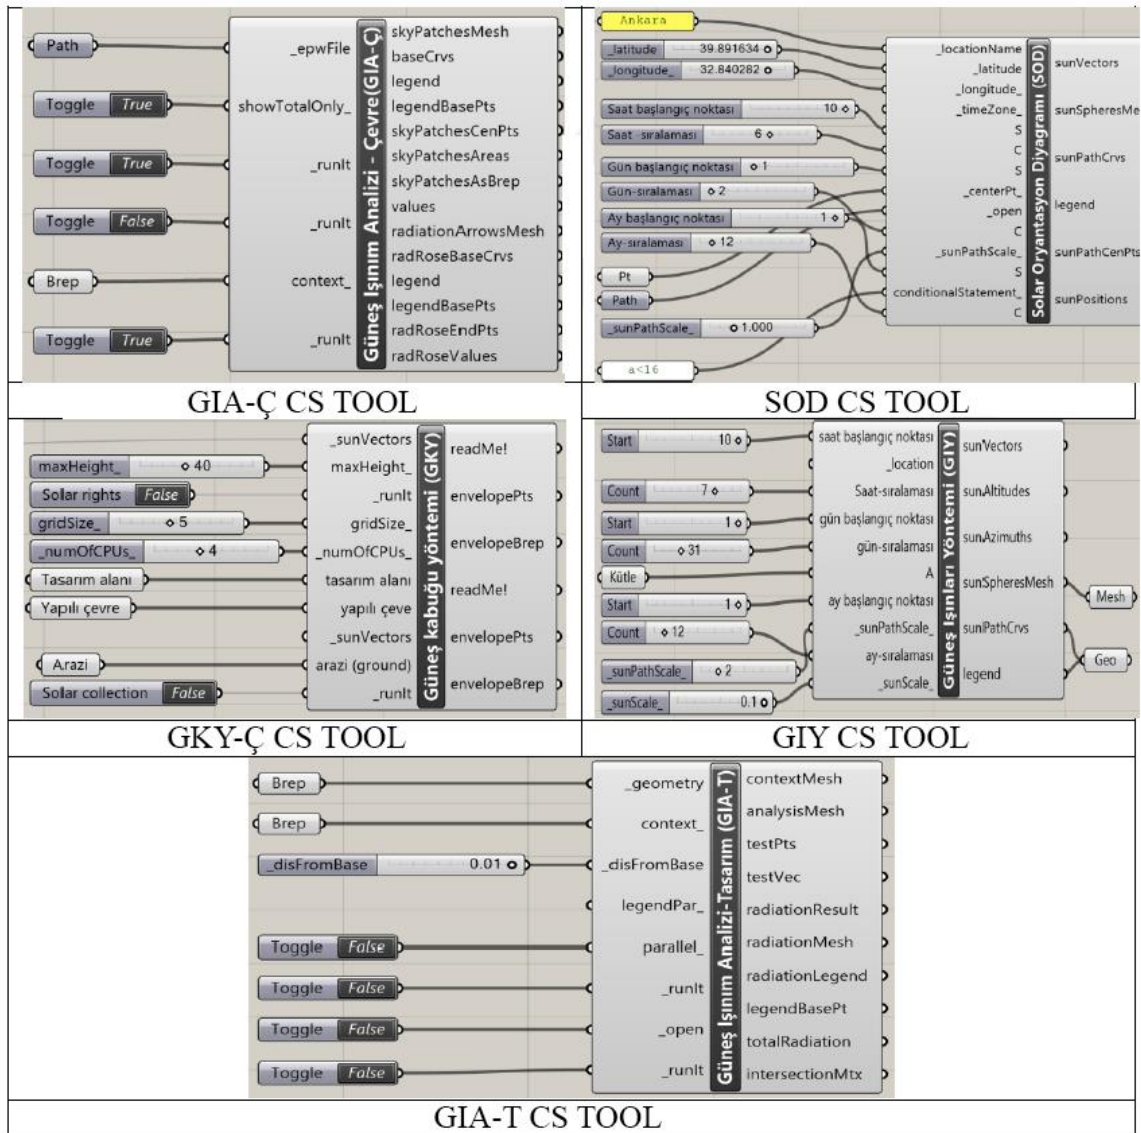 Path
Toggle True
Toggle True
Toggle False
Brep
Toggle True
_epwFile
showTotalOnly_
_runIt
_runIt
context_
_runIt
Güneş Işınım Analizi - Çevre(GIA-Ç)
skyPatchesMesh
baseCrvs
legend
legendBasePts
skyPatchesCenPts
skyPatchesAreas
skyPatchesAsBrep
values
radiationArrowsMesh
radRoseBaseCrvs
legend
legendBasePts
radRoseEndPts
radRoseValues
GIA-Ç CS TOOL
Ankara
_latitude 39.891634
_longitude_ 32.840282
Saat başlangıç noktası 10
Saat -sıralaması 6
Gün başlangıç noktası 1
Gün-sıralaması 2
Ay başlangıç noktası 1
Ay-sıralaması 12
Pt
Path
_sunPathScale_ 1.000
a<16
_locationName
_latitude
_longitude_
_timeZone_
S
C
S
_centerPt_
_open
C
_sunPathScale_
S
conditionalStatement_
C
Solar Oryantasyon Diyagramı (SOD)
sunVectors
sunSpheresMe
sunPathCrvs
legend
sunPathCenPts
sunPositions
SOD CS TOOL
maxHeight_ 40
Solar rights False
gridSize_ 5
_numOfCPUs_ 4
Tasarım alanı
Yapılı çevre
Arazi
Solar collection False
_sunVectors
maxHeight_
_runIt
gridSize_
_numOfCPUs_
tasarım alanı
yapılı çeve
_sunVectors
arazi (ground)
_runIt
Güneş kabuğu yöntemi (GKY)
readMe!
envelopePts
envelopeBrep
readMe!
envelopePts
envelopeBrep
GKY-Ç CS TOOL
Start 10
Count 7
Start 1
Count 31
Kütle
Start 1
Count 12
_sunPathScale_ 2
_sunScale_ 0.1
saat başlangıç noktası
_location
Saat-sıralaması
gün başlangıç noktası
gün-sıralaması
A
ay başlangıç noktası
_sunPathScale_
ay-sıralaması
_sunScale_
Güneş Işınları Yöntemi (GIY)
sunVectors
sunAltitudes
sunAzimuths
sunSpheresMesh
sunPathCrvs
legend
Mesh
Geo
GIY CS TOOL
Brep
Brep
_disFromBase 0.01
Toggle False
Toggle False
Toggle False
Toggle False
_geometry
context_
_disFromBase
legendPar_
parallel_
_runIt
_open
_runIt
Güneş Işınım Analizi-Tasarım (GIA-T)
contextMesh
analysisMesh
testPts
testVec
radiationResult
radiationMesh
radiationLegend
legendBasePt
totalRadiation
intersectionMtx
GIA-T CS TOOL